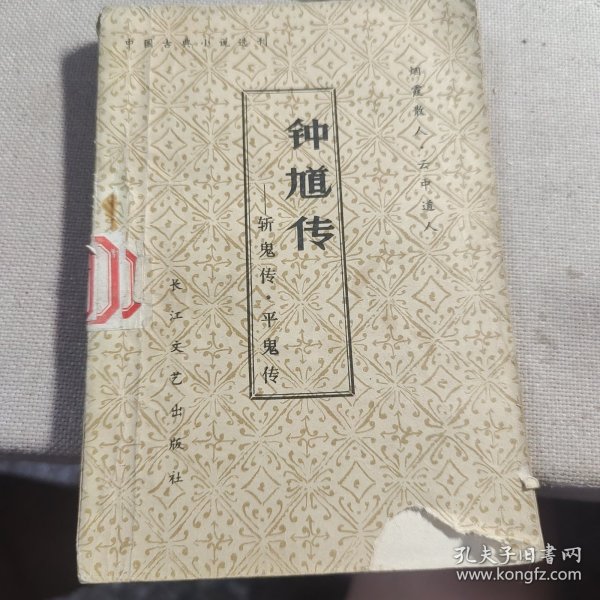 中国古典小说选刊
烟霞散人·云中道人
钟馗传
—斩鬼传·平鬼传
长江文艺出版社
孔夫子旧書网
www.kongfz.com